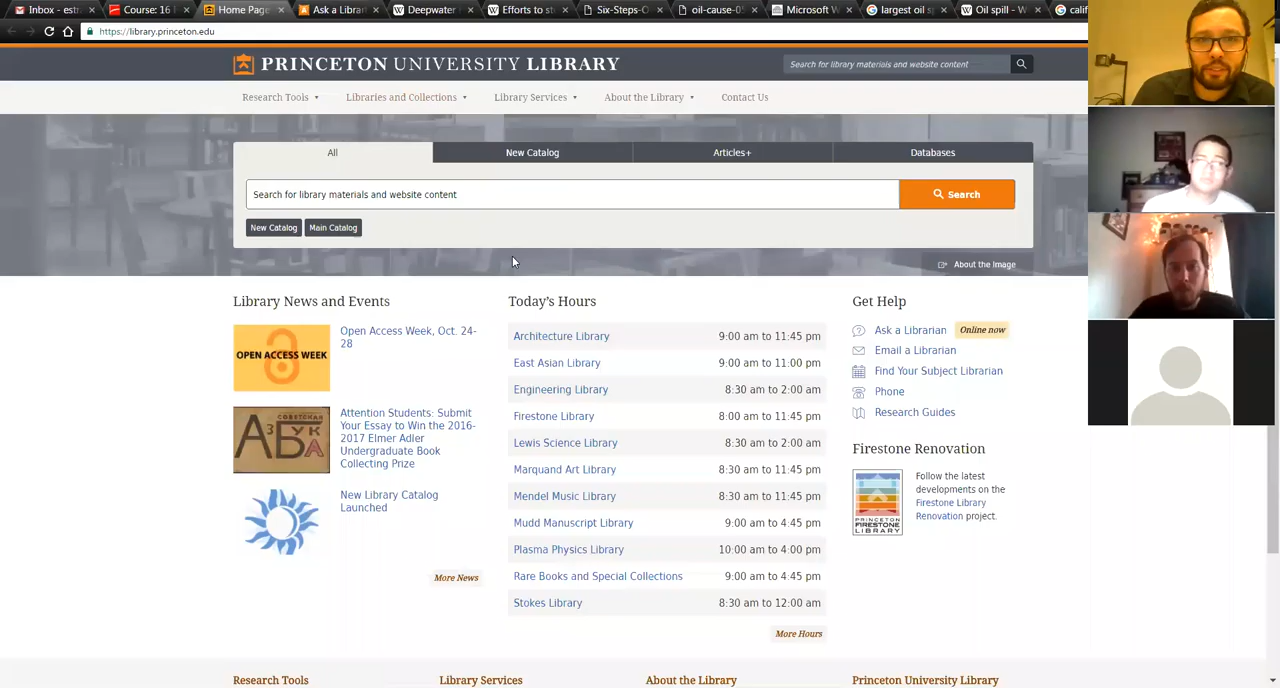 Inbox - estr
Course: 16 i
Home Page
Ask a Librar
Deepwater
Efforts to st
Six-Steps-O
oil-cause-05
Microsoft W
largest oil sp
Oil spill - W
calif
https://library.princeton.edu
PRINCETON UNIVERSITY LIBRARY
Search for library materials and website content
Research Tools
Libraries and Collections
Library Services
About the Library
Contact Us
All
New Catalog
Articles+
Databases
Search for library materials and website content
Search
New Catalog
Main Catalog
About the Image
Library News and Events
OPEN ACCESS WEEK
Open Access Week, Oct. 24-
28
СОВЕТСКАЯ
АЗБУКА
Attention Students: Submit
Your Essay to Win the 2016-
2017 Elmer Adler
Undergraduate Book
Collecting Prize
New Library Catalog
Launched
More News
Today's Hours
Architecture Library 9:00 am to 11:45 pm
East Asian Library 9:00 am to 11:00 pm
Engineering Library 8:30 am to 2:00 am
Firestone Library 8:00 am to 11:45 pm
Lewis Science Library 8:30 am to 2:00 am
Marquand Art Library 8:30 am to 11:45 pm
Mendel Music Library 8:30 am to 11:45 pm
Mudd Manuscript Library 9:00 am to 4:45 pm
Plasma Physics Library 10:00 am to 4:00 pm
Rare Books and Special Collections 9:00 am to 4:45 pm
Stokes Library 8:30 am to 12:00 am
More Hours
Get Help
Ask a Librarian Online now
Email a Librarian
Find Your Subject Librarian
Phone
Research Guides
Firestone Renovation
PRINCETON
FIRESTONE
LIBRARY
Follow the latest
developments on the
Firestone Library
Renovation project.
Research Tools
Library Services
About the Library
Princeton University Library